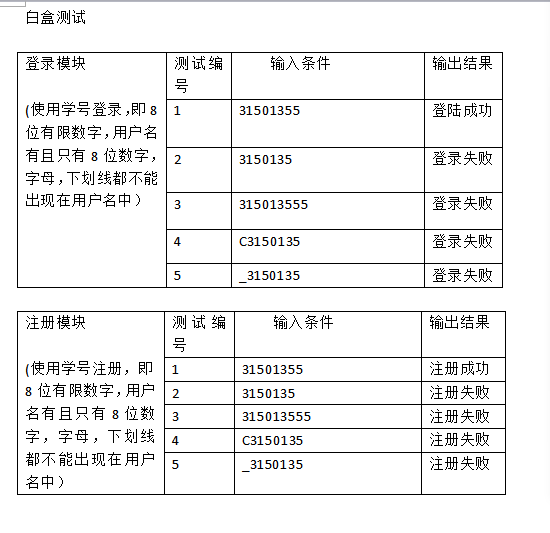 白盒测试
登录模块
测试编号
输入条件
输出结果
(使用学号登录,即 8
位有限数字,用户名
有且只有 8 位数字,
字母,下划线都不能
出现在用户名中)
1 31501355 登陆成功
2 3150135 登录失败
3 315013555 登录失败
4 C3150135 登录失败
5 _3150135 登录失败
注册模块
测试编号
输入条件
输出结果
(使用学号注册，即
8 位有限数字,用户
名有且只有 8 位数
字，字母，下划线
都不能出现在用户
名中)
1 31501355 注册成功
2 3150135 注册失败
3 315013555 注册失败
4 C3150135 注册失败
5 _3150135 注册失败